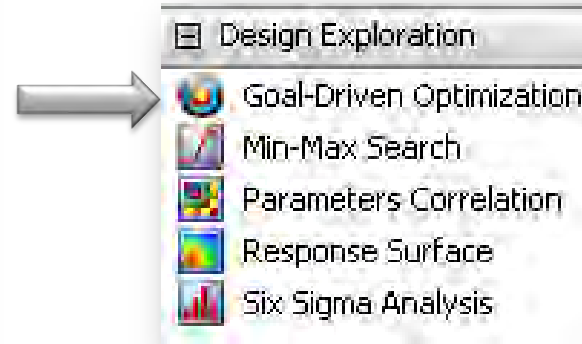 Design Exploration
Goal-Driven Optimization
Min-Max Search
Parameters Correlation
Response Surface
Six Sigma Analysis